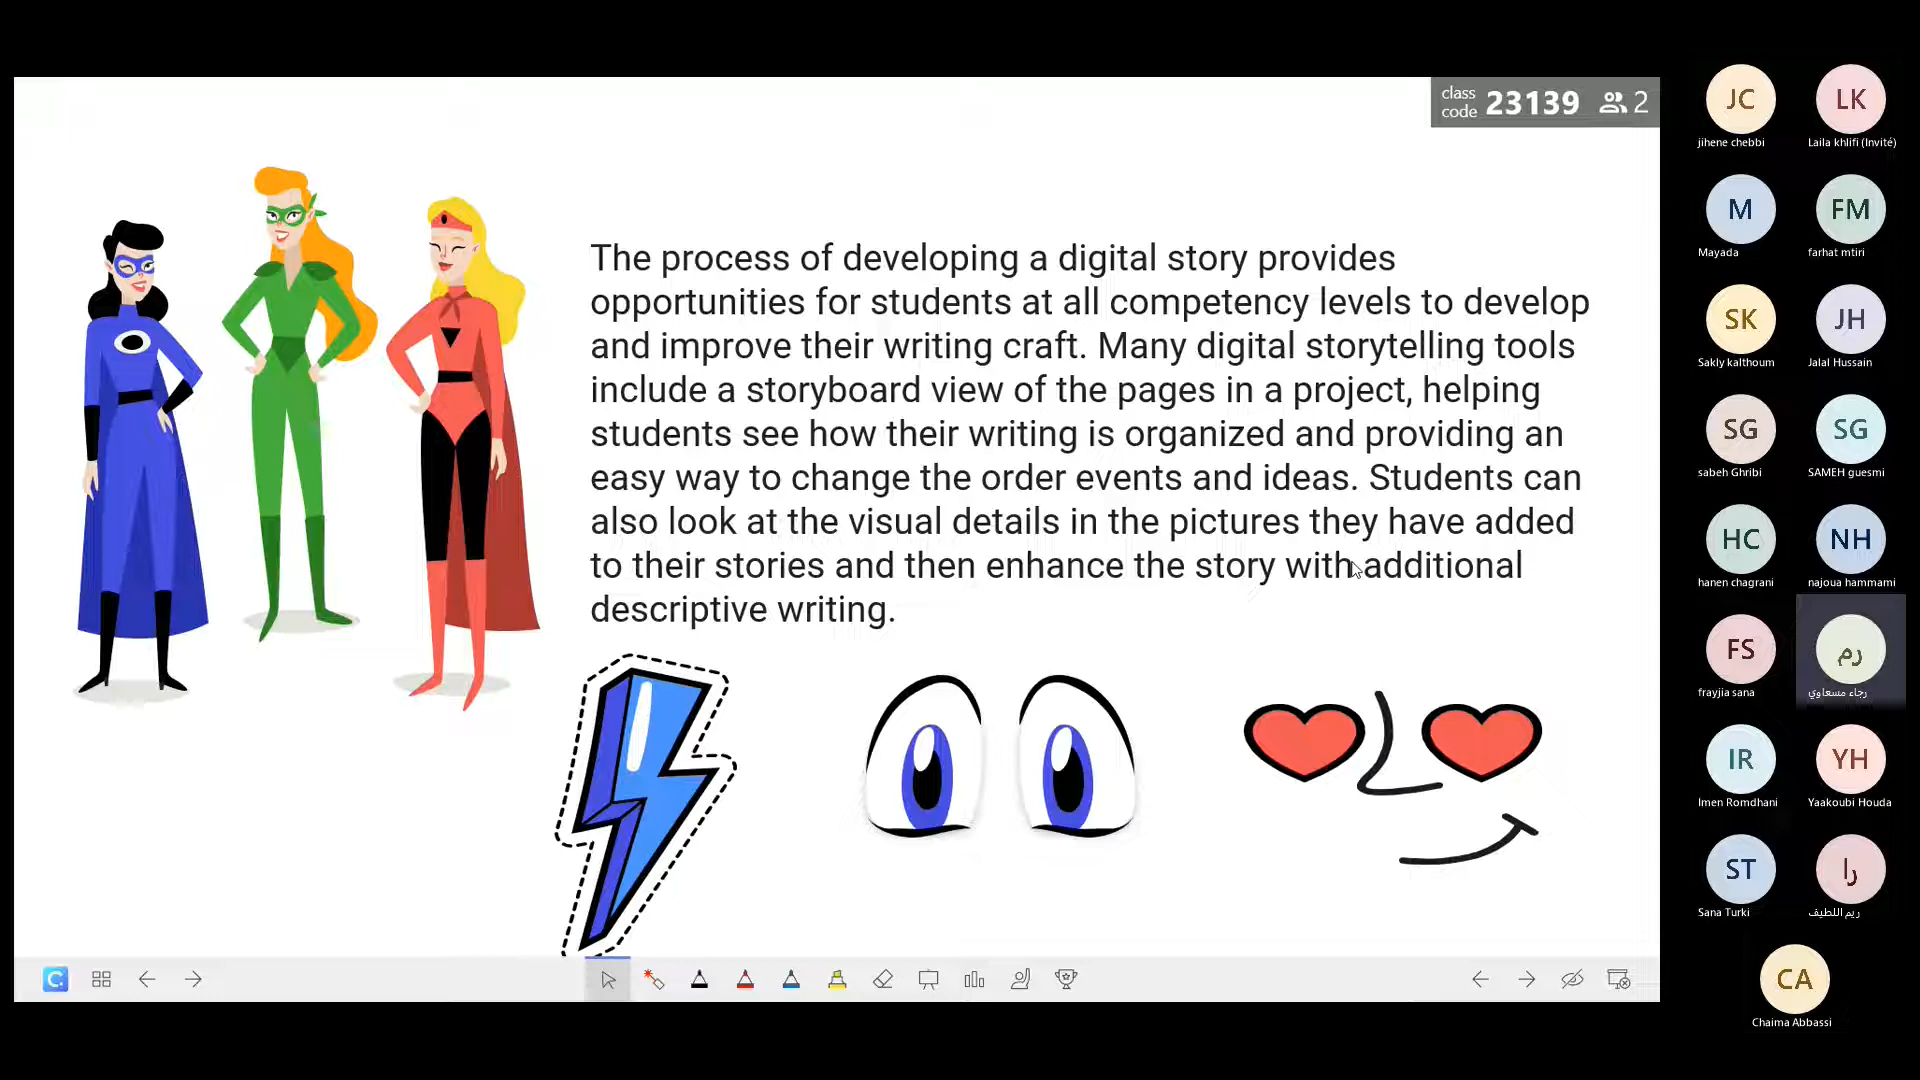 class
code 23139 2
The process of developing a digital story provides
opportunities for students at all competency levels to develop
and improve their writing craft. Many digital storytelling tools
include a storyboard view of the pages in a project, helping
students see how their writing is organized and providing an
easy way to change the order events and ideas. Students can
also look at the visual details in the pictures they have added
to their stories and then enhance the story with additional
descriptive writing.
C
JC LK
jihene chebbi Laila khlifi (Invité)
M FM
Mayada farhat mtiri
SK JH
Sakly kalthoum Jalal Hussain
SG SG
sabeh Ghribi SAMEH guesmi
HC NH
hanen chagrani najoua hammami
FS رم
frayjia sana رجاء مسعاوي
IR YH
Imen Romdhani Yaakoubi Houda
ST را
Sana Turki ريم اللطيف
CA
Chaima Abbassi